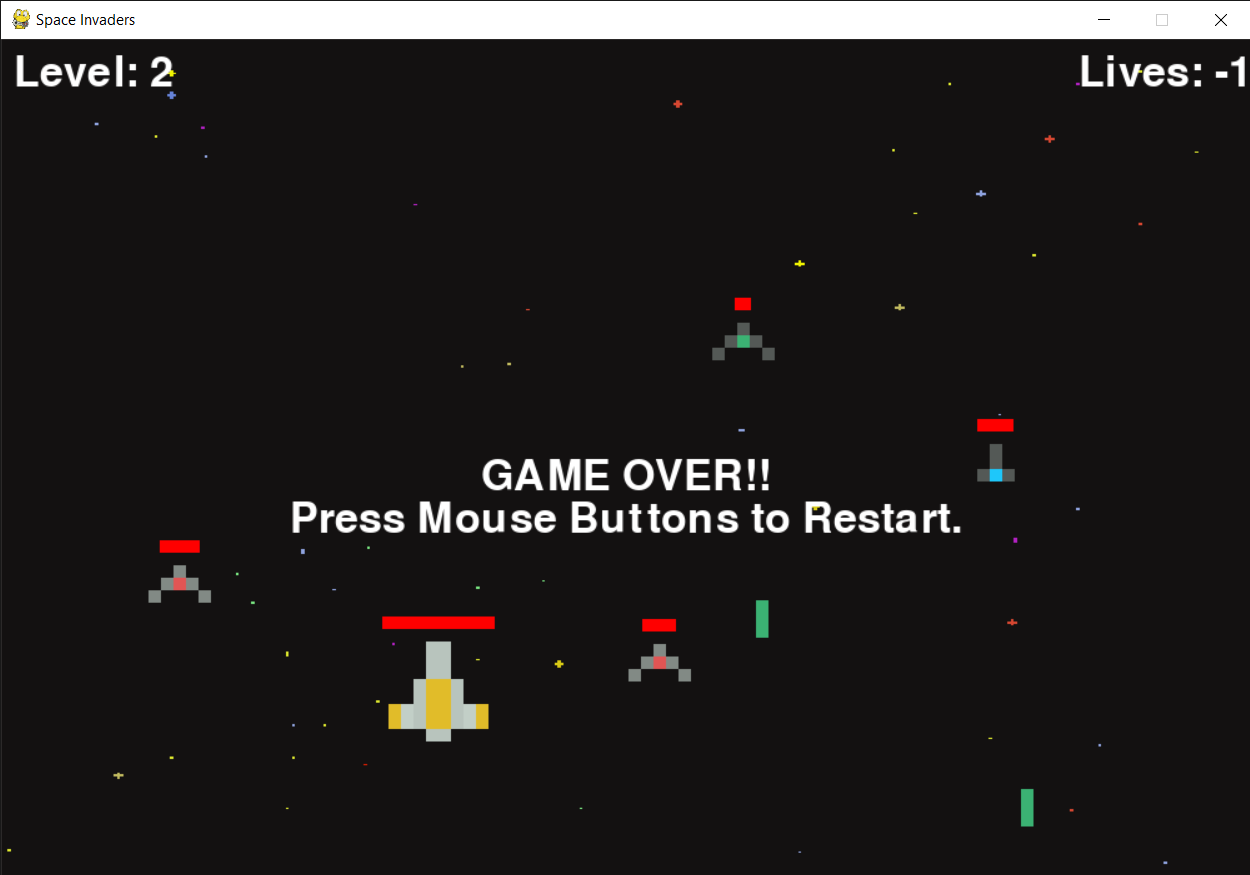 Space Invaders
Level: 2
Lives: -1
GAME OVER!!
Press Mouse Buttons to Restart.